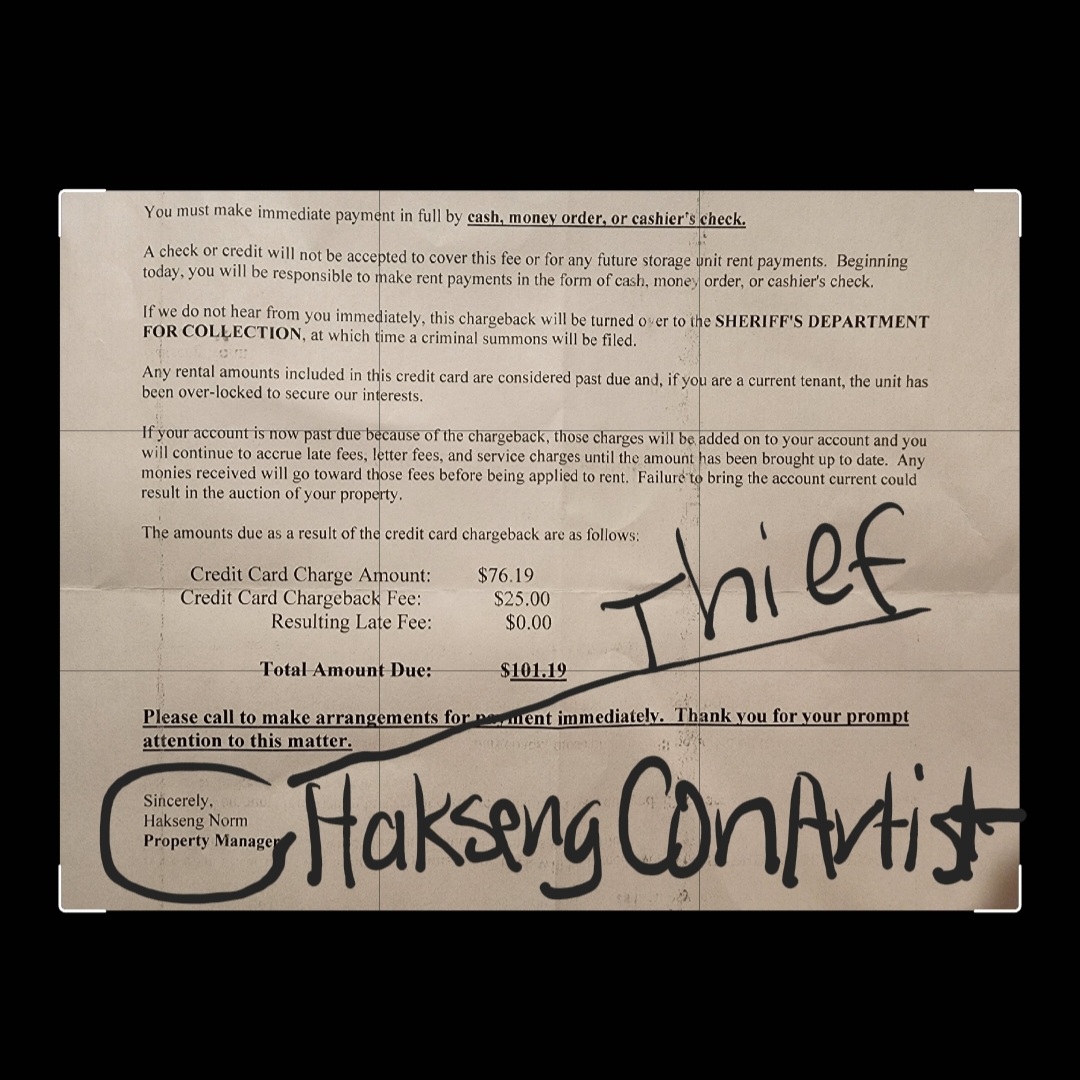 You must make immediate payment in full by cash, money order, or cashier's check.
A check or credit will not be accepted to cover this fee or for any future storage unit rent payments. Beginning
today, you will be responsible to make rent payments in the form of cash, money order, or cashier's check.
If we do not hear from you immediately, this chargeback will be turned over to the SHERIFF'S DEPARTMENT
FOR COLLECTION, at which time a criminal summons will be filed.
Any rental amounts included in this credit card are considered past due and, if you are a current tenant, the unit has
been over-locked to secure our interests.
If your account is now past due because of the chargeback, those charges will be added on to your account and you
will continue to accrue late fees, letter fees, and service charges until the amount has been brought up to date. Any
monies received will go toward those fees before being applied to rent. Failure to bring the account current could
result in the auction of your property.
The amounts due as a result of the credit card chargeback are as follows:
Credit Card Charge Amount: $76.19
Credit Card Chargeback Fee: $25.00
Resulting Late Fee: $0.00
Thief
Total Amount Due: $101.19
Please call to make arrangements for payment immediately. Thank you for your prompt
attention to this matter.
Sincerely,
Hakseng Norm
Property Manager
Hakseng Con Artist